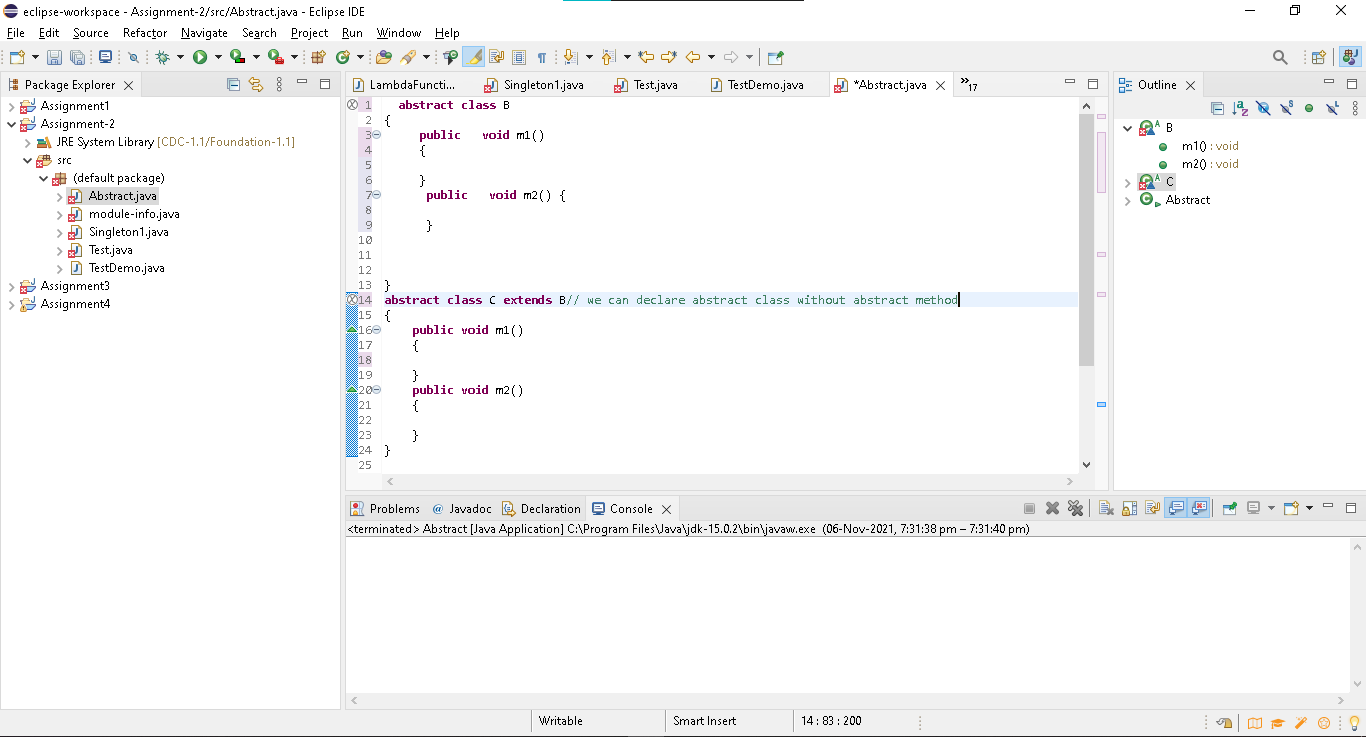 eclipse-workspace - Assignment-2/src/Abstract.java - Eclipse IDE
File Edit Source Refactor Navigate Search Project Run Window Help
Package Explorer
Assignment1
Assignment-2
JRE System Library [CDC-1.1/Foundation-1.1]
src
(default package)
Abstract.java
module-info.java
Singleton1.java
Test.java
TestDemo.java
Assignment3
Assignment4
LambdaFuncti... Singleton1.java Test.java TestDemo.java *Abstract.java »17
1 abstract class B
2 {
3 public void m1()
4 {
5
6 }
7 public void m2() {
8
9 }
10
11
12
13 }
14 abstract class C extends B// we can declare abstract class without abstract method
15 {
16 public void m1()
17 {
18
19 }
20 public void m2()
21 {
22
23 }
24 }
25
Outline
B
m1() : void
m2() : void
C
Abstract
Problems @ Javadoc Declaration Console
<terminated> Abstract [Java Application] C:\Program Files\Java\jdk-15.0.2\bin\javaw.exe (06-Nov-2021, 7:31:38 pm – 7:31:40 pm)
Writable Smart Insert 14 : 83 : 200